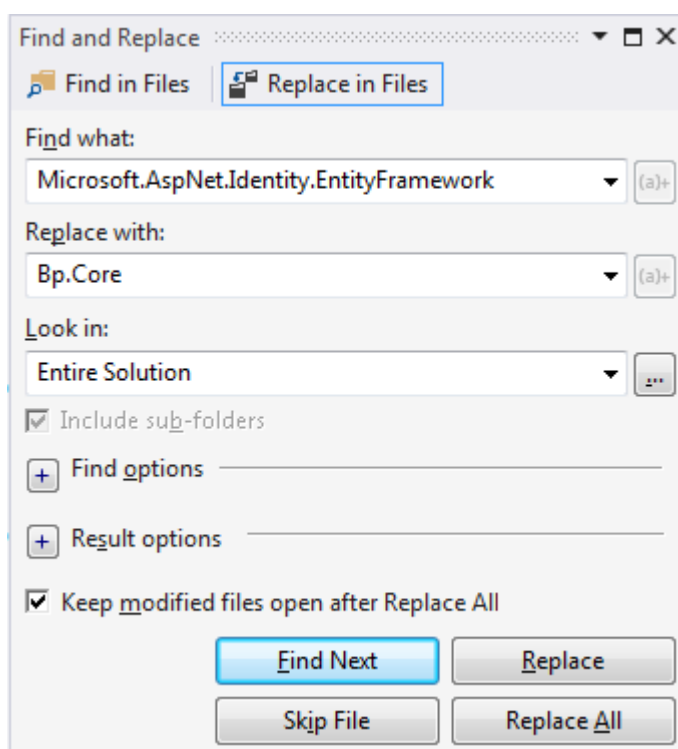 Find and Replace
Find in Files Replace in Files
Find what:
Microsoft.AspNet.Identity.EntityFramework (a)+
Replace with:
Bp.Core (a)+
Look in:
Entire Solution ...
Include sub-folders
+ Find options
+ Result options
Keep modified files open after Replace All
Find Next Replace
Skip File Replace All